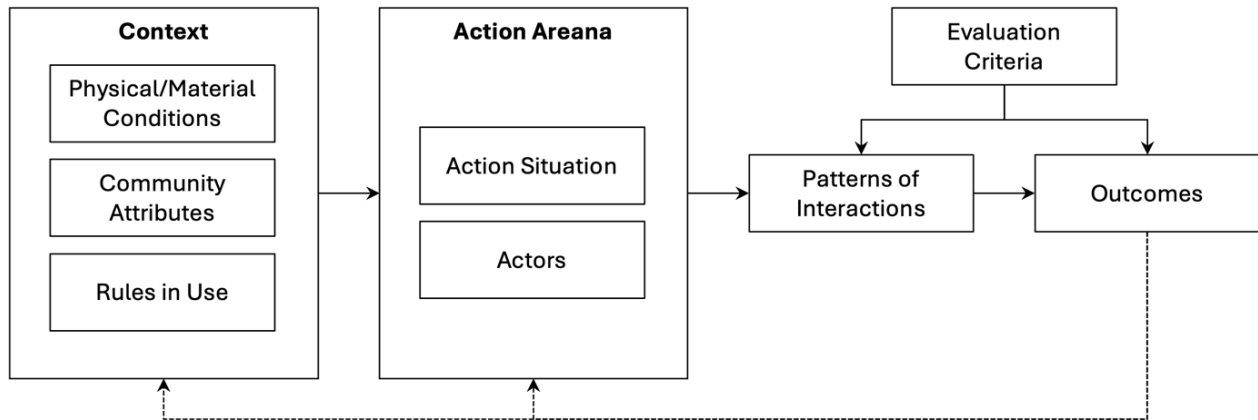 Context
Physical/Material
Conditions
Community
Attributes
Rules in Use
Action Areana
Action Situation
Actors
Evaluation
Criteria
Patterns of
Interactions
Outcomes